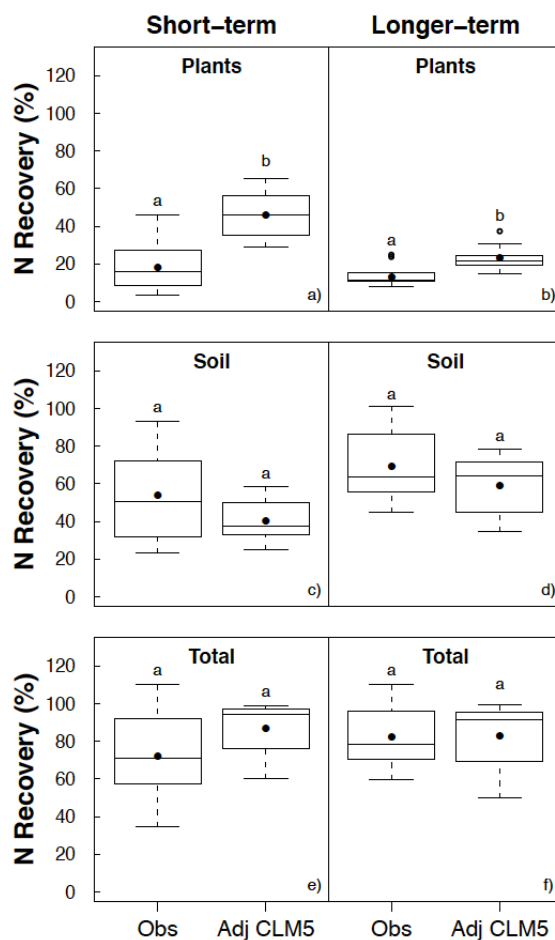 Short−term Longer−term
Plants Plants
N Recovery (%)
120
100
80
60
40
20
0
a b a b
a) b)
Soil Soil
N Recovery (%)
120
100
80
60
40
20
0
a a a a
c) d)
Total Total
N Recovery (%)
120
100
80
60
40
20
0
a a a a
e) f)
Obs Adj CLM5 Obs Adj CLM5